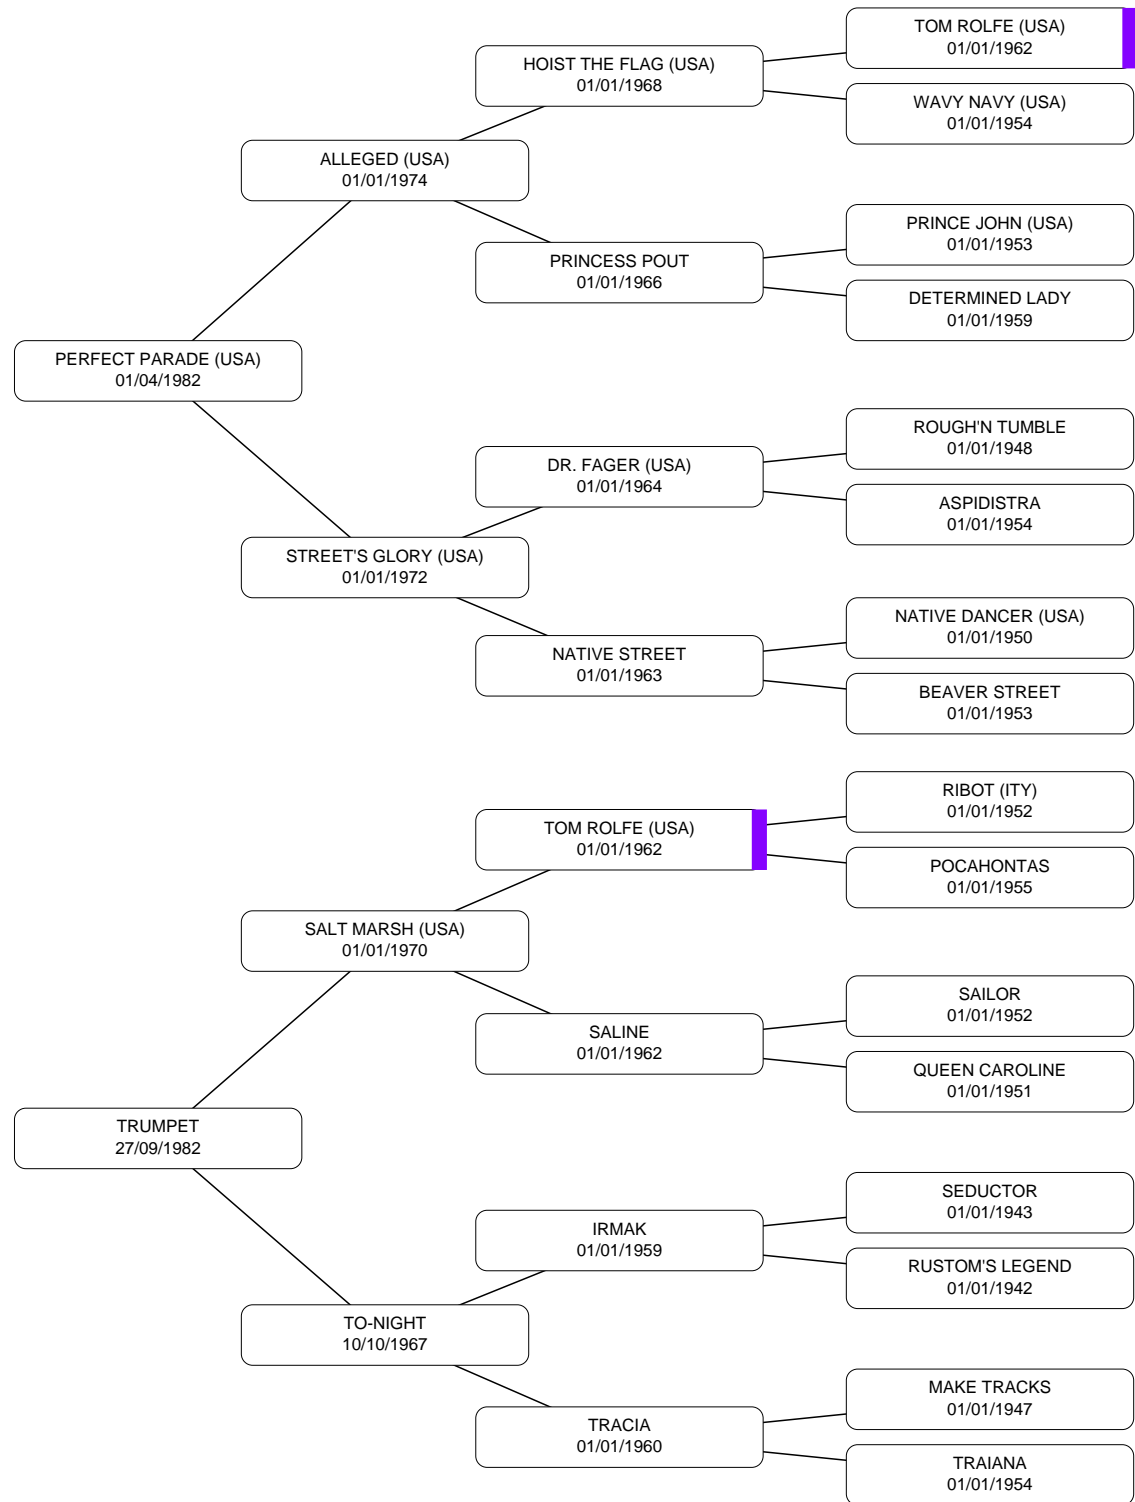 TOM ROLFE (USA)
01/01/1962
HOIST THE FLAG (USA)
01/01/1968
WAVY NAVY (USA)
01/01/1954
ALLEGED (USA)
01/01/1974
PRINCE JOHN (USA)
01/01/1953
PRINCESS POUT
01/01/1966
DETERMINED LADY
01/01/1959
PERFECT PARADE (USA)
01/04/1982
ROUGH'N TUMBLE
01/01/1948
DR. FAGER (USA)
01/01/1964
ASPIDISTRA
01/01/1954
STREET'S GLORY (USA)
01/01/1972
NATIVE DANCER (USA)
01/01/1950
NATIVE STREET
01/01/1963
BEAVER STREET
01/01/1953
RIBOT (ITY)
01/01/1952
TOM ROLFE (USA)
01/01/1962
POCAHONTAS
01/01/1955
SALT MARSH (USA)
01/01/1970
SAILOR
01/01/1952
SALINE
01/01/1962
QUEEN CAROLINE
01/01/1951
TRUMPET
27/09/1982
SEDUCTOR
01/01/1943
IRMAK
01/01/1959
RUSTOM'S LEGEND
01/01/1942
TO-NIGHT
10/10/1967
MAKE TRACKS
01/01/1947
TRACIA
01/01/1960
TRAIANA
01/01/1954